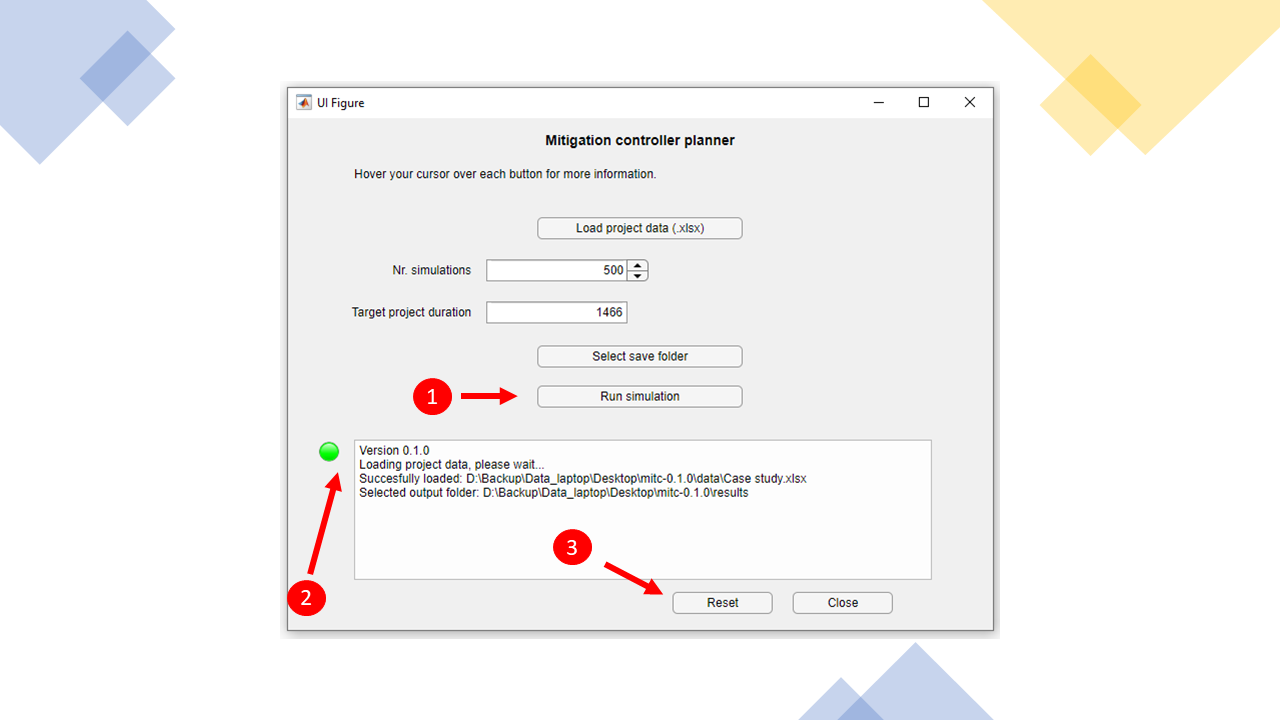 UI Figure
Mitigation controller planner
Hover your cursor over each button for more information.
Load project data (.xlsx)
Nr. simulations 500
Target project duration 1466
Select save folder
1 Run simulation
Version 0.1.0
Loading project data, please wait...
Succesfully loaded: D:\Backup\Data_laptop\Desktop\mitc-0.1.0\data\Case study.xlsx
Selected output folder: D:\Backup\Data_laptop\Desktop\mitc-0.1.0\results
3
2
Reset Close